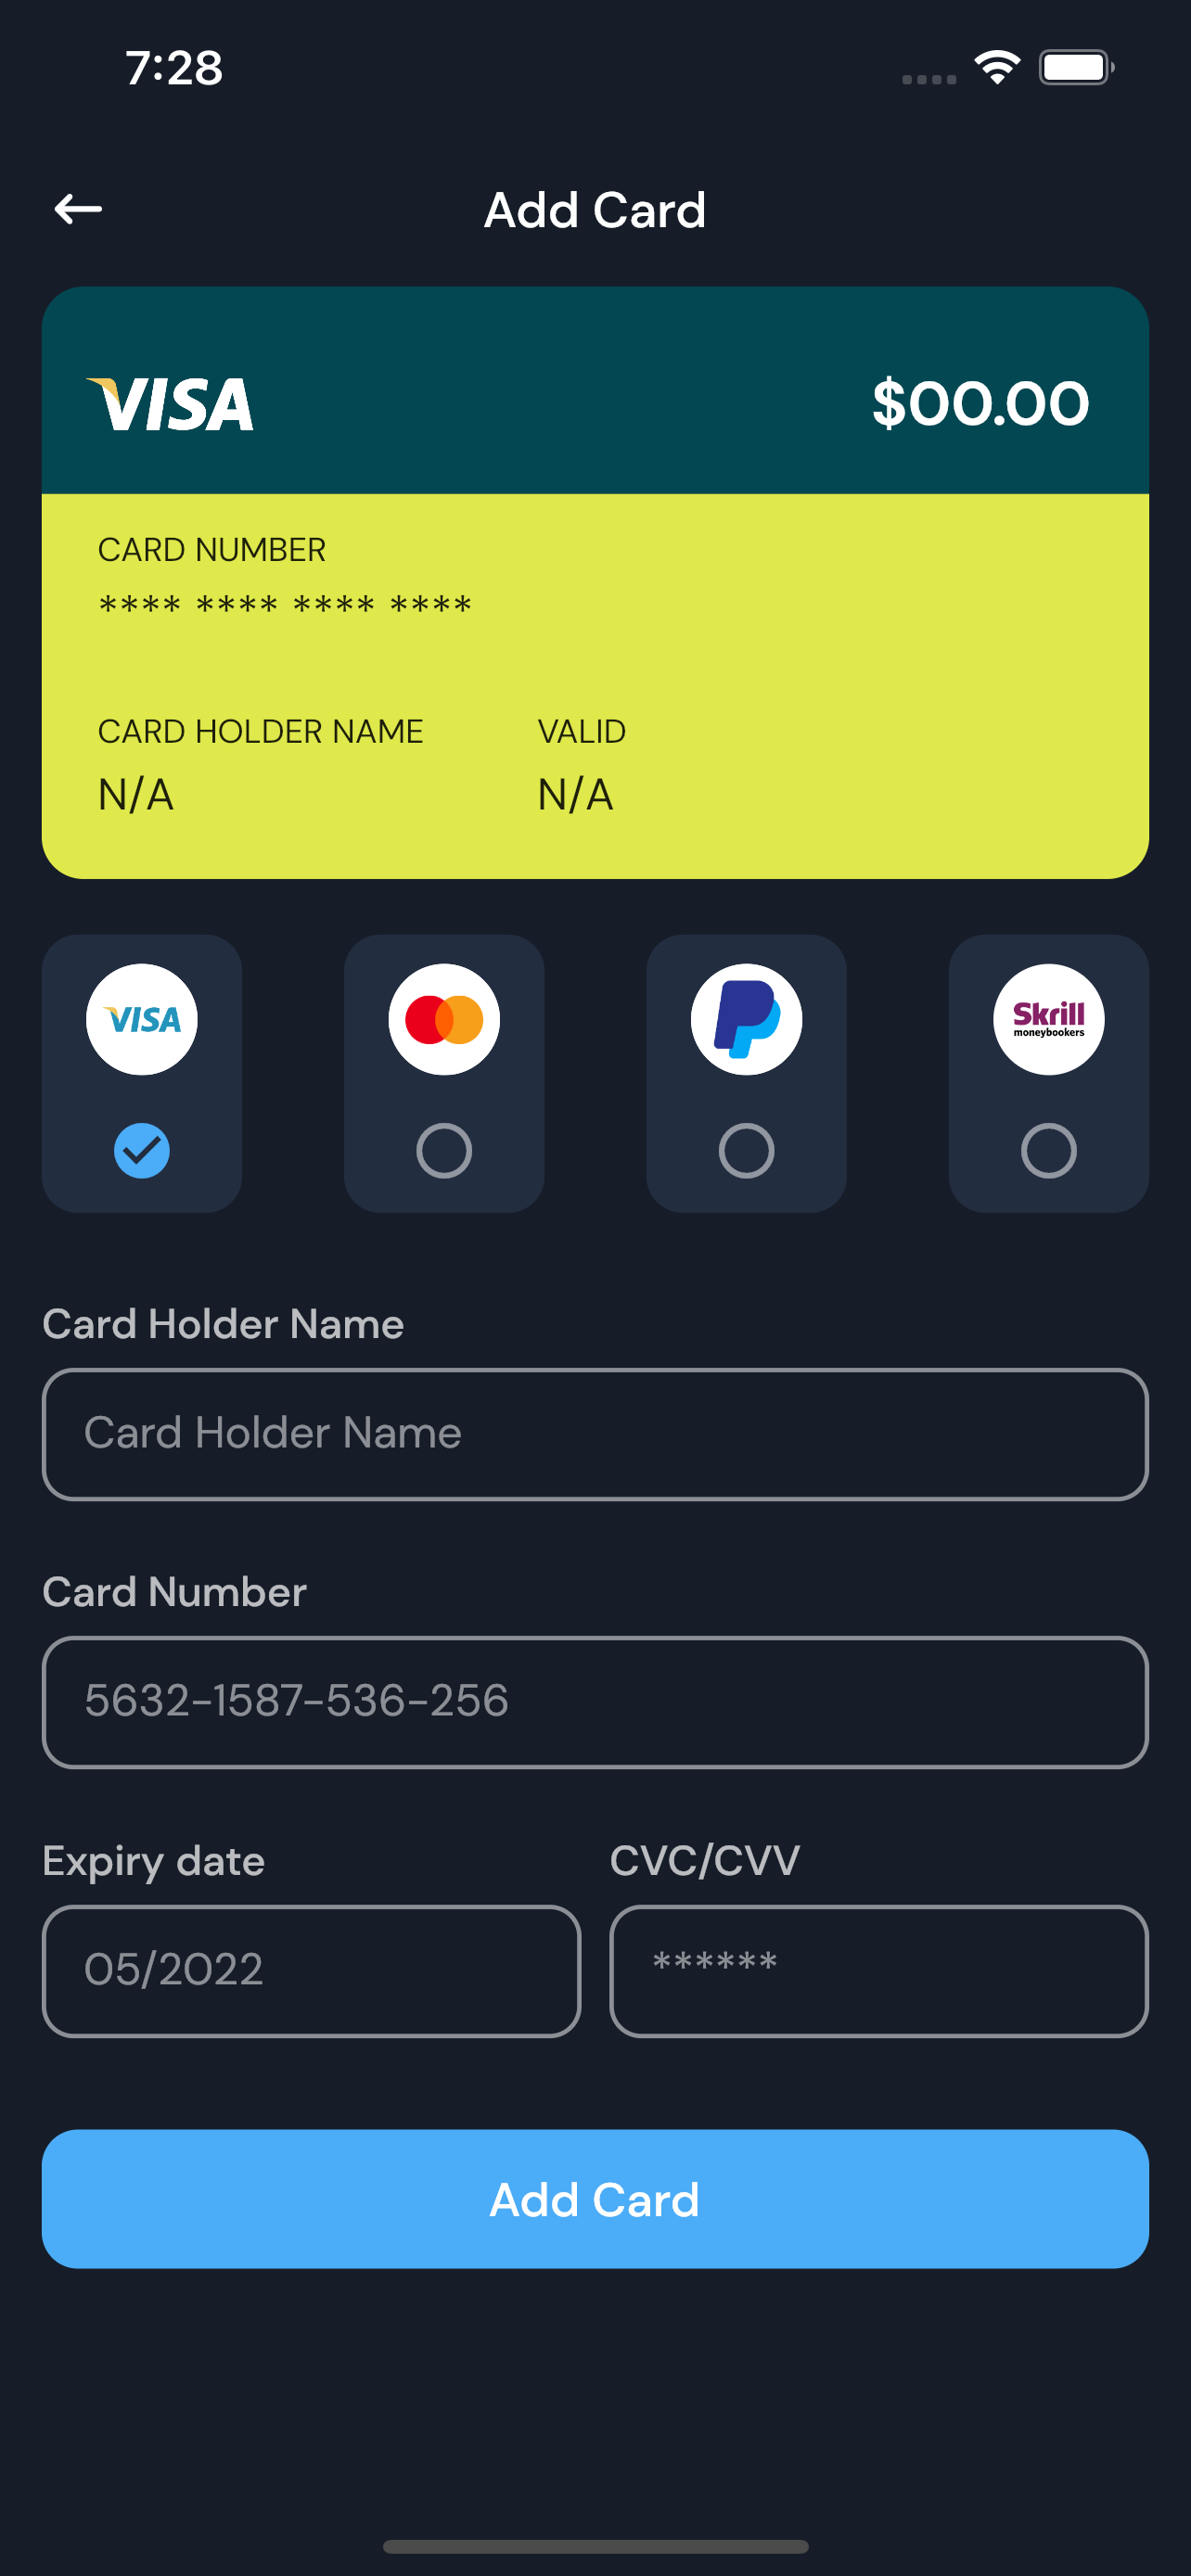 7:28
Add Card
VISA
$00.00
CARD NUMBER
**** **** **** ****
CARD HOLDER NAME VALID
N/A N/A
VISA
Skrill
moneybookers
Card Holder Name
Card Holder Name
Card Number
5632-1587-536-256
Expiry date CVC/CVV
05/2022 ******
Add Card